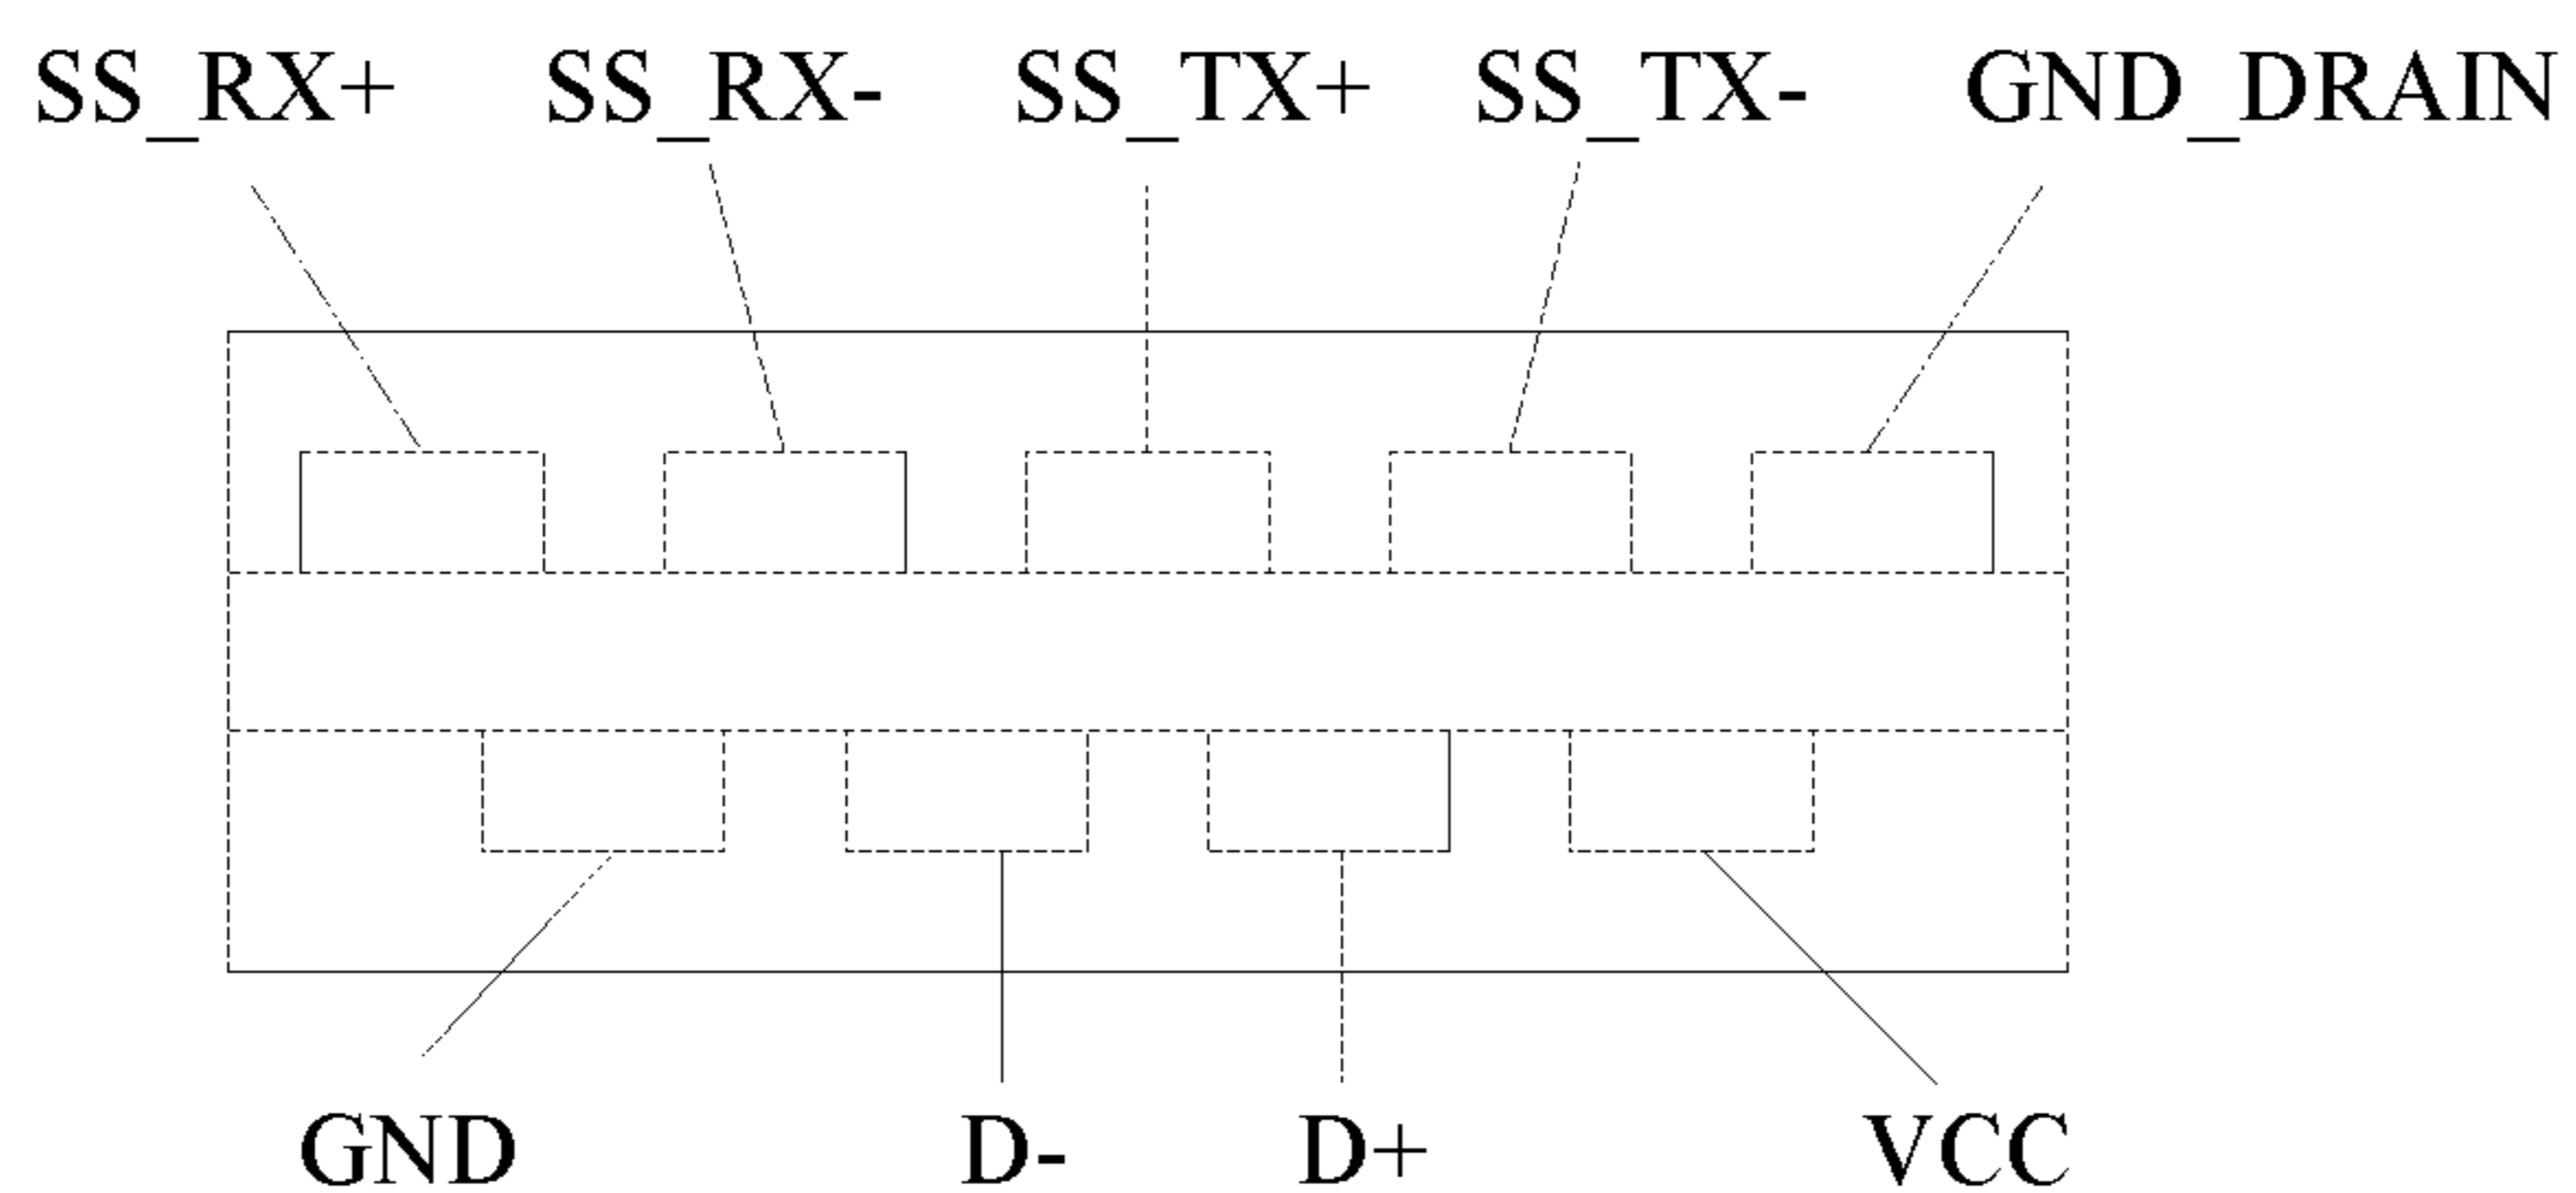 SS_RX+ SS_RX- SS_TX+ SS_TX- GND_DRAIN
GND D- D+ VCC